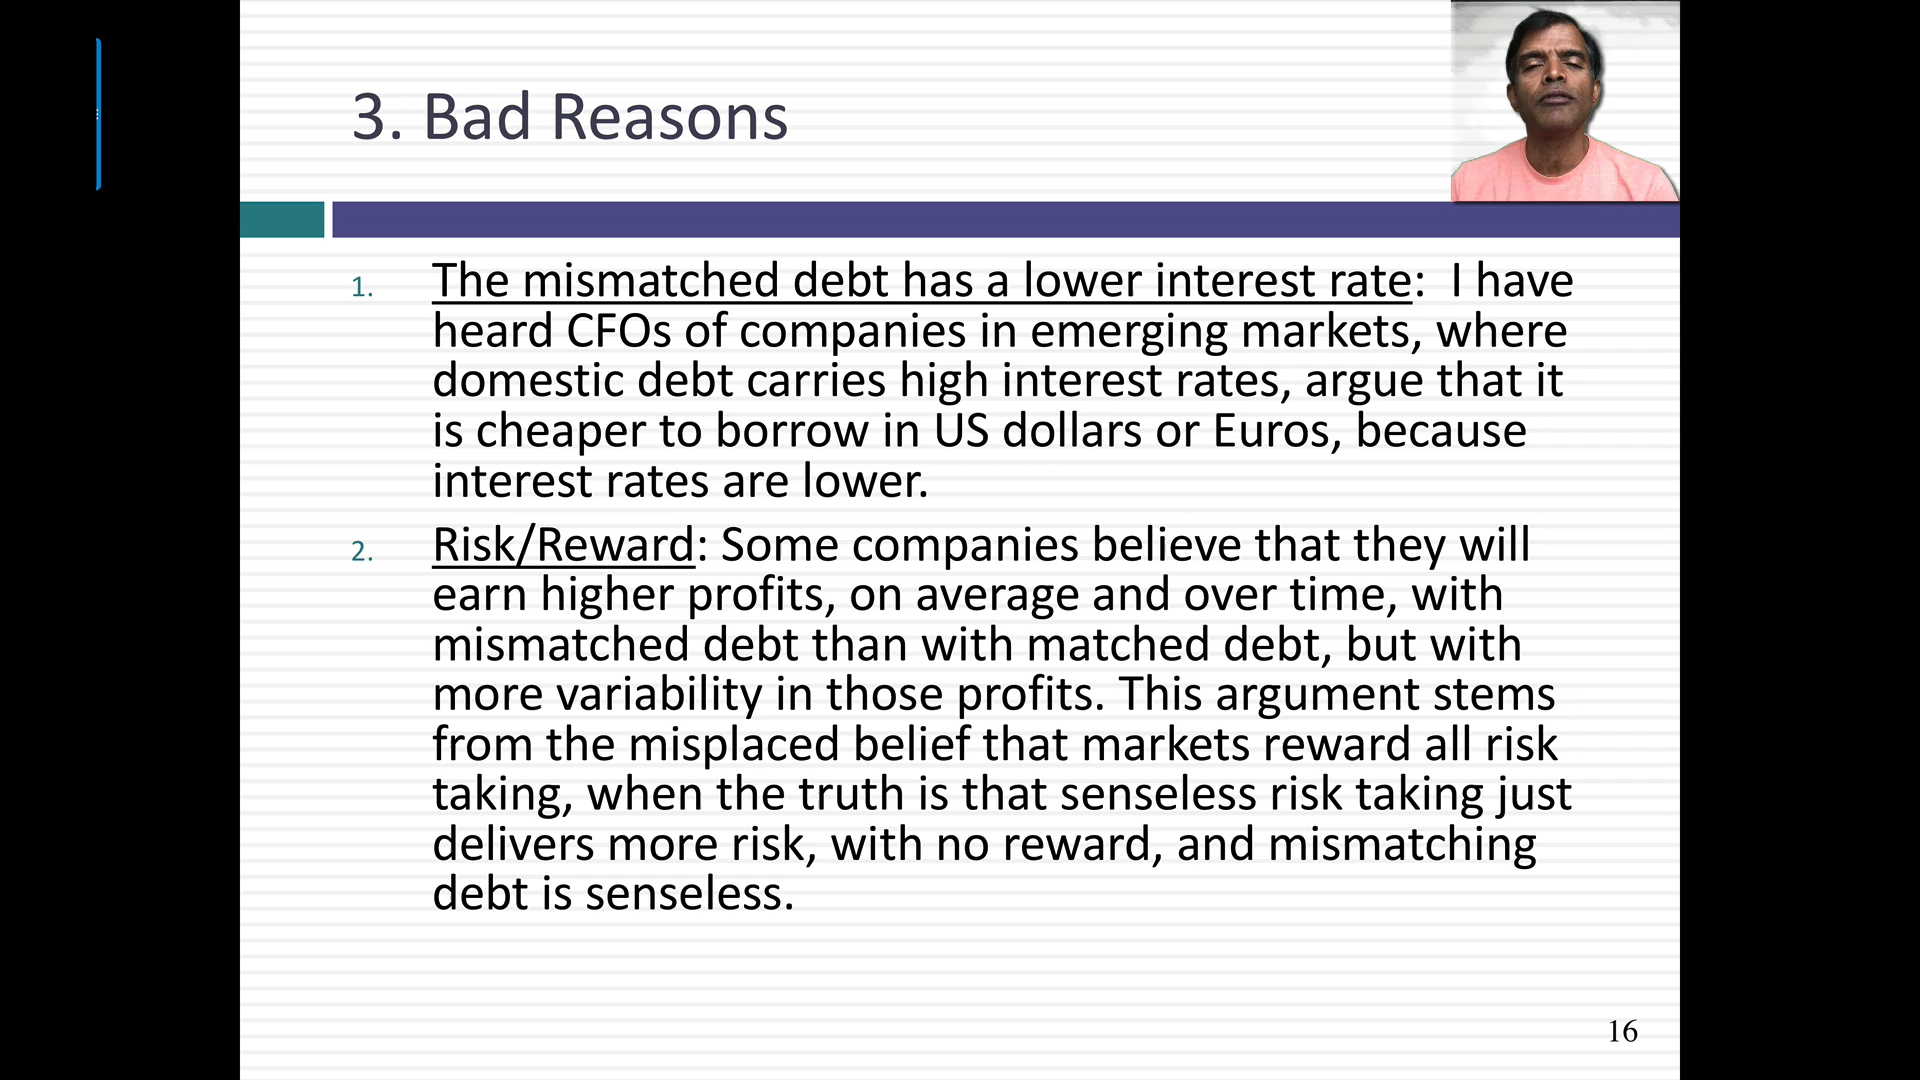 3. Bad Reasons
1. The mismatched debt has a lower interest rate: I have
heard CFOs of companies in emerging markets, where
domestic debt carries high interest rates, argue that it
is cheaper to borrow in US dollars or Euros, because
interest rates are lower.
2. Risk/Reward: Some companies believe that they will
earn higher profits, on average and over time, with
mismatched debt than with matched debt, but with
more variability in those profits. This argument stems
from the misplaced belief that markets reward all risk
taking, when the truth is that senseless risk taking just
delivers more risk, with no reward, and mismatching
debt is senseless.
16